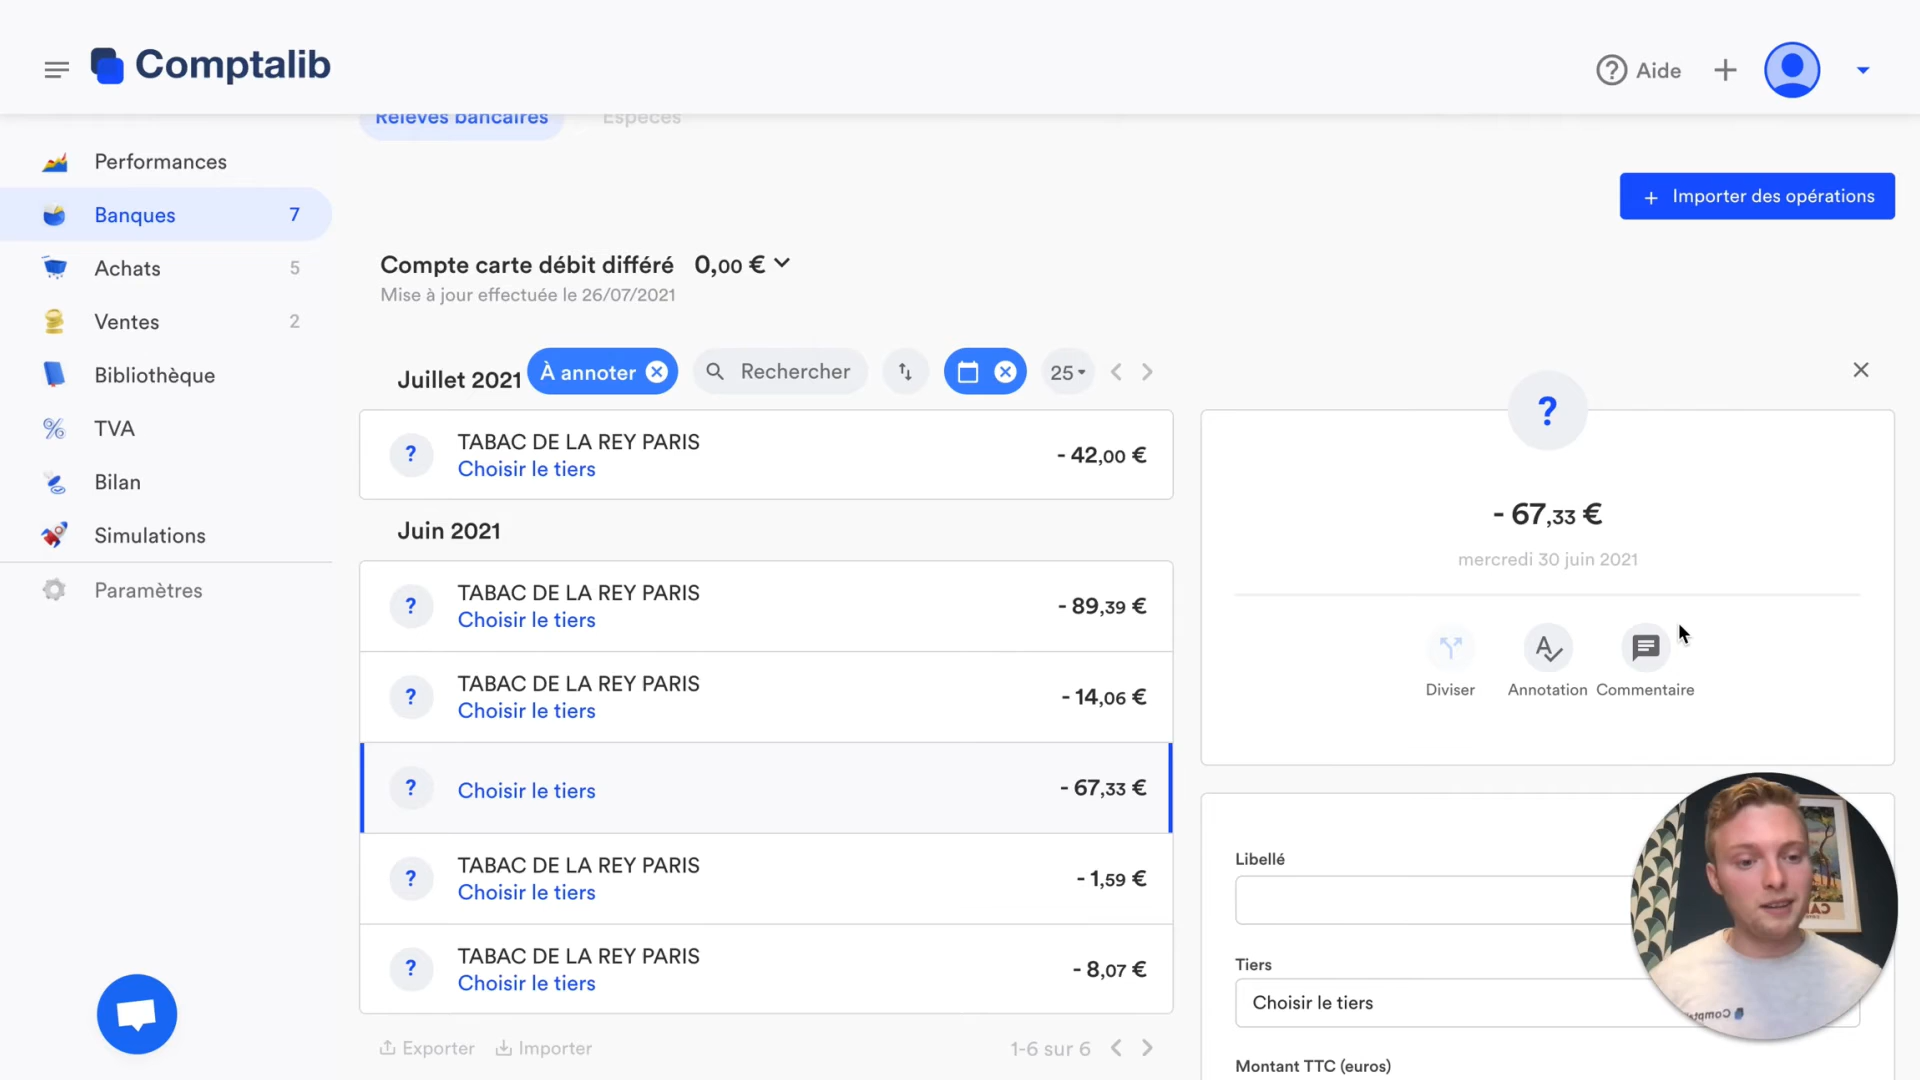 Comptalib
Aide
Relevés bancaires
Espèces
Performances
Banques 7
Achats 5
Ventes 2
Bibliothèque
TVA
Bilan
Simulations
Paramètres
+ Importer des opérations
Compte carte débit différé 0,00 €
Mise à jour effectuée le 26/07/2021
Juillet 2021
À annoter
Rechercher
25
? TABAC DE LA REY PARIS - 42,00 €
Choisir le tiers
Juin 2021
? TABAC DE LA REY PARIS - 89,39 €
Choisir le tiers
? TABAC DE LA REY PARIS - 14,06 €
Choisir le tiers
? Choisir le tiers - 67,33 €
? TABAC DE LA REY PARIS - 1,59 €
Choisir le tiers
? TABAC DE LA REY PARIS - 8,07 €
Choisir le tiers
Exporter
Importer
1-6 sur 6
?
- 67,33 €
mercredi 30 juin 2021
Diviser
Annotation
Commentaire
Libellé
Tiers
Choisir le tiers
Montant TTC (euros)